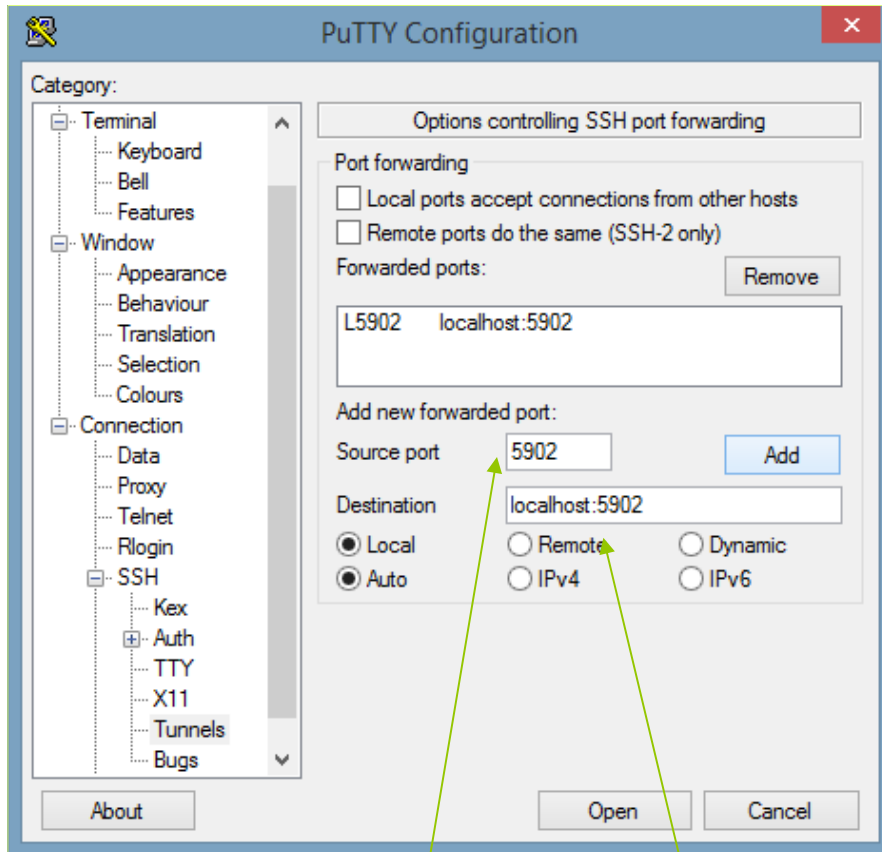 PuTTY Configuration
Category:
Terminal
Keyboard
Bell
Features
Window
Appearance
Behaviour
Translation
Selection
Colours
Connection
Data
Proxy
Telnet
Rlogin
SSH
Kex
Auth
TTY
X11
Tunnels
Bugs
Options controlling SSH port forwarding
Port forwarding
Local ports accept connections from other hosts
Remote ports do the same (SSH-2 only)
Forwarded ports:
Remove
L5902 localhost:5902
Add new forwarded port:
Source port 5902 Add
Destination localhost:5902
Local Remote Dynamic
Auto IPv4 IPv6
About Open Cancel